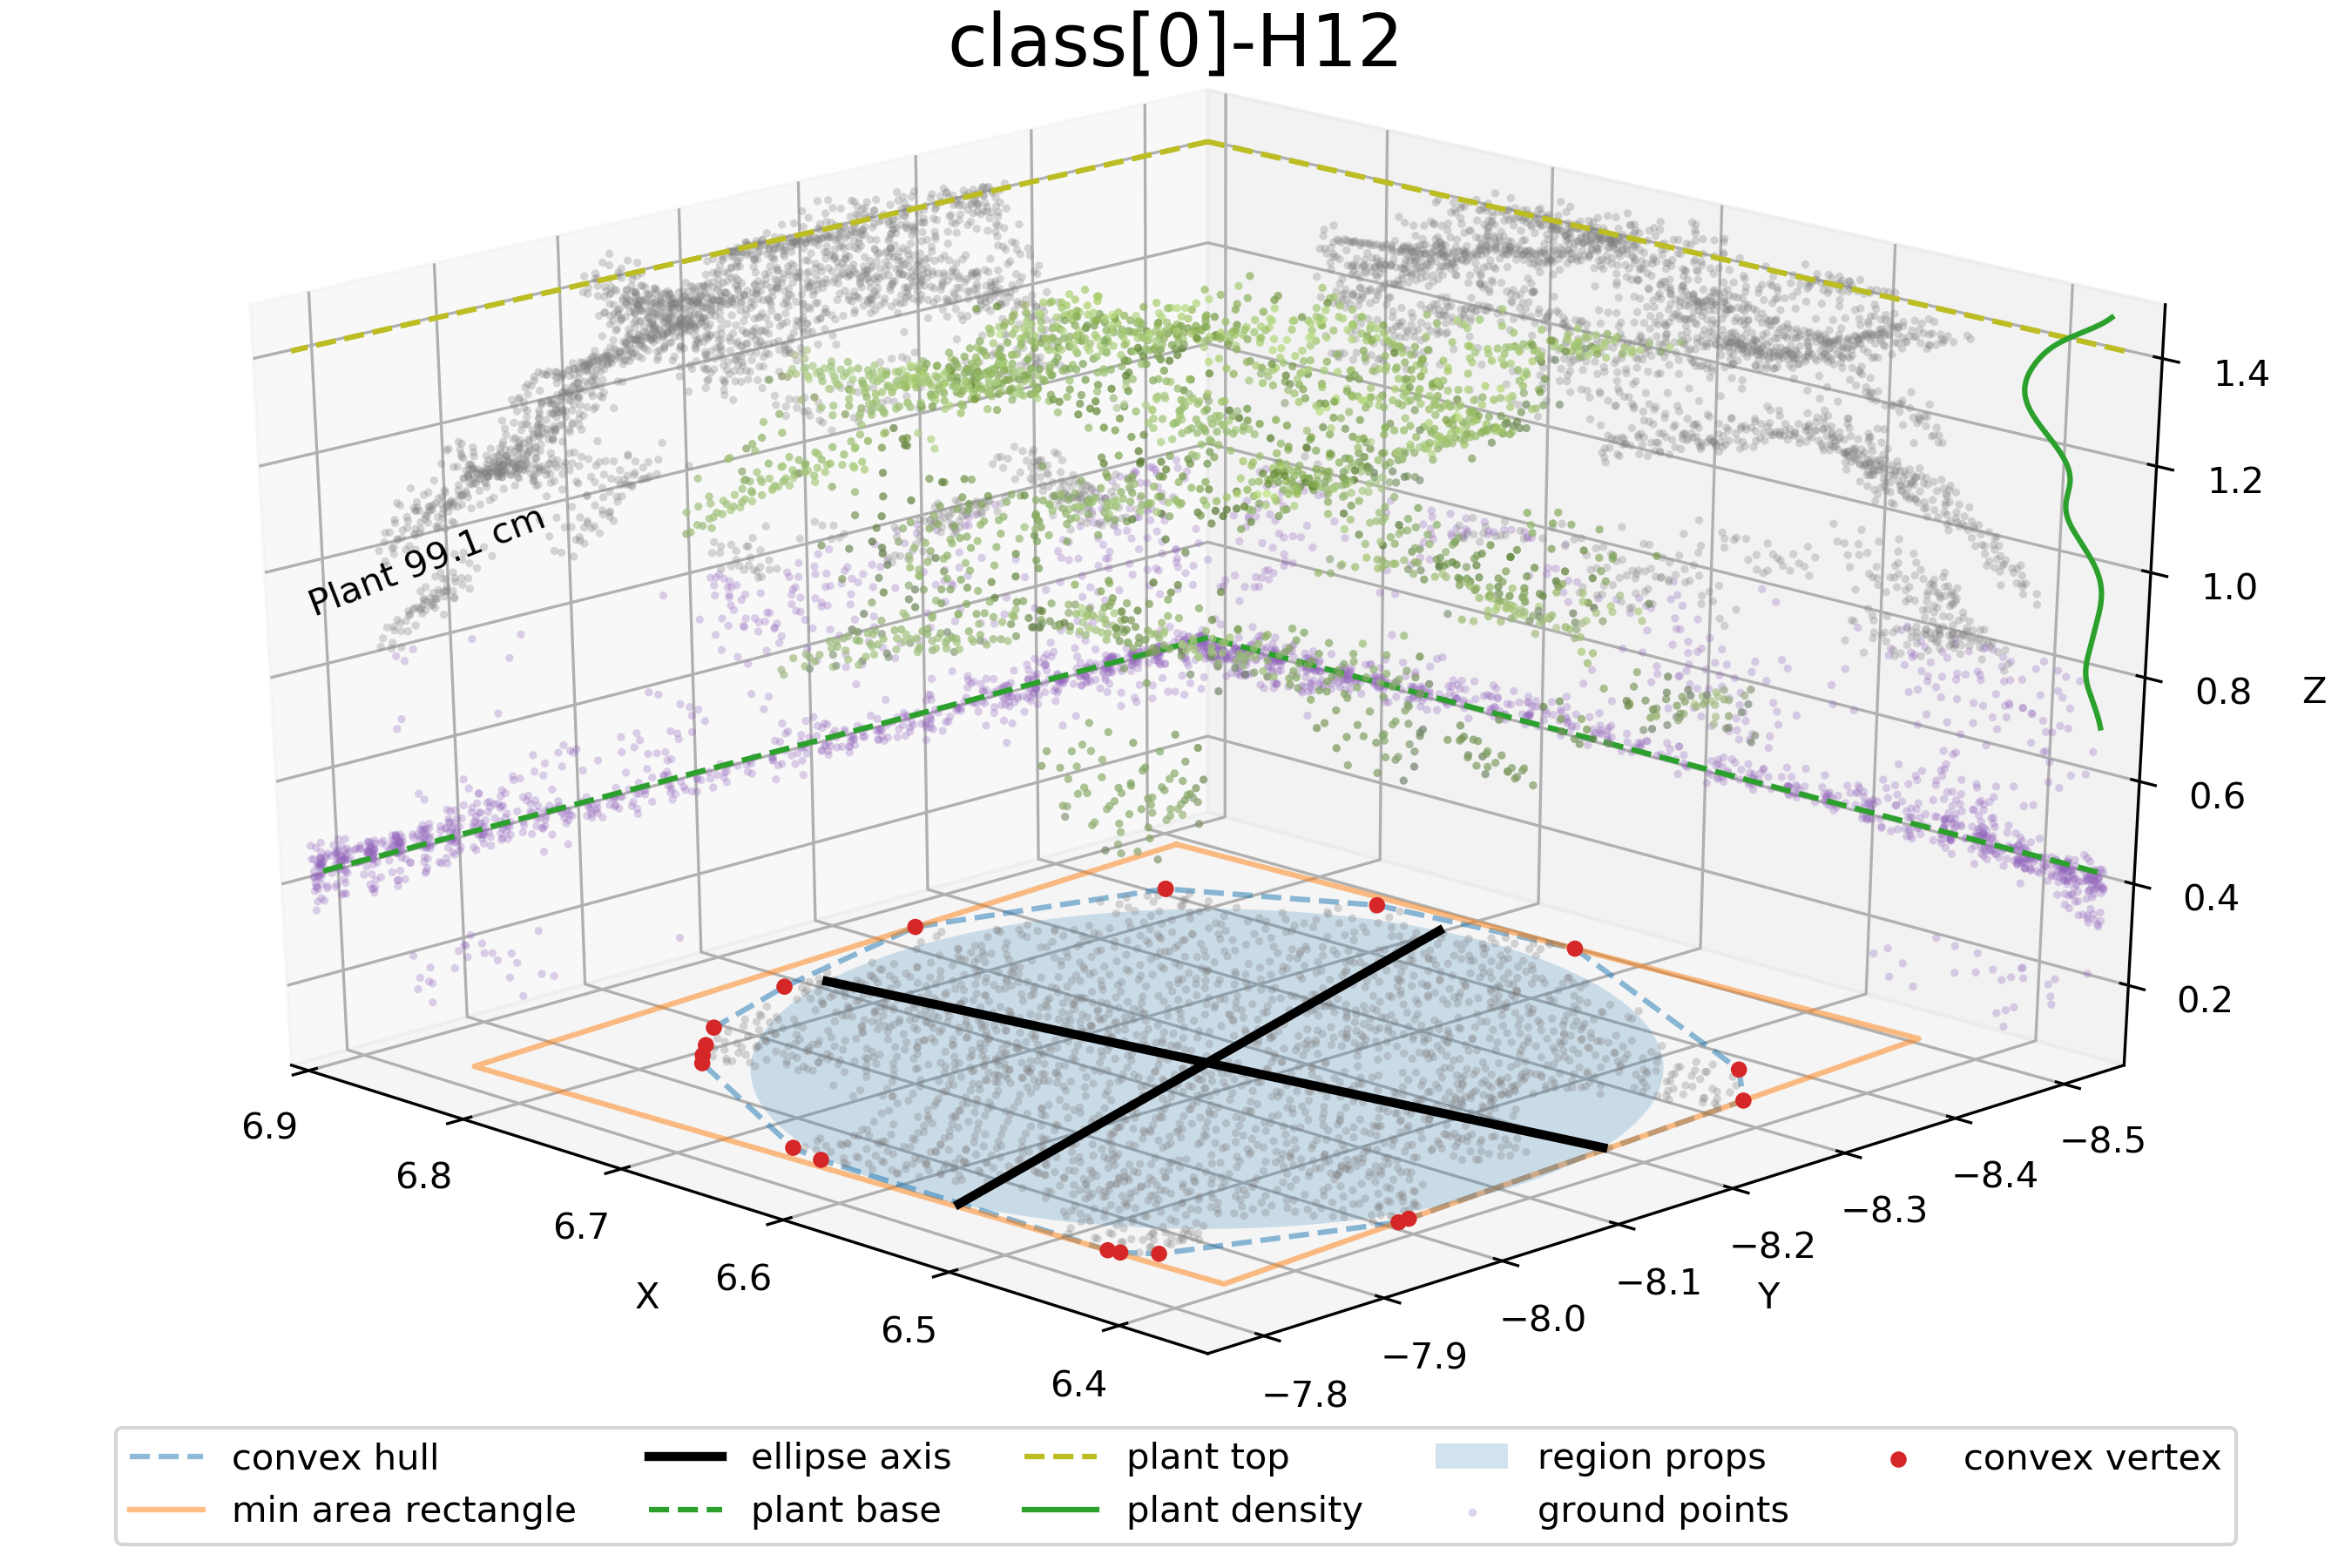 class[0]-H12
Plant 99.1 cm
1.4
1.2
1.0
0.8
0.6
0.4
0.2
Z
6.9
6.8
6.7
6.6
6.5
6.4
X
−8.5
−8.4
−8.3
−8.2
−8.1
−8.0
−7.9
−7.8
Y
convex hull
min area rectangle
ellipse axis
plant base
plant top
plant density
region props
ground points
convex vertex